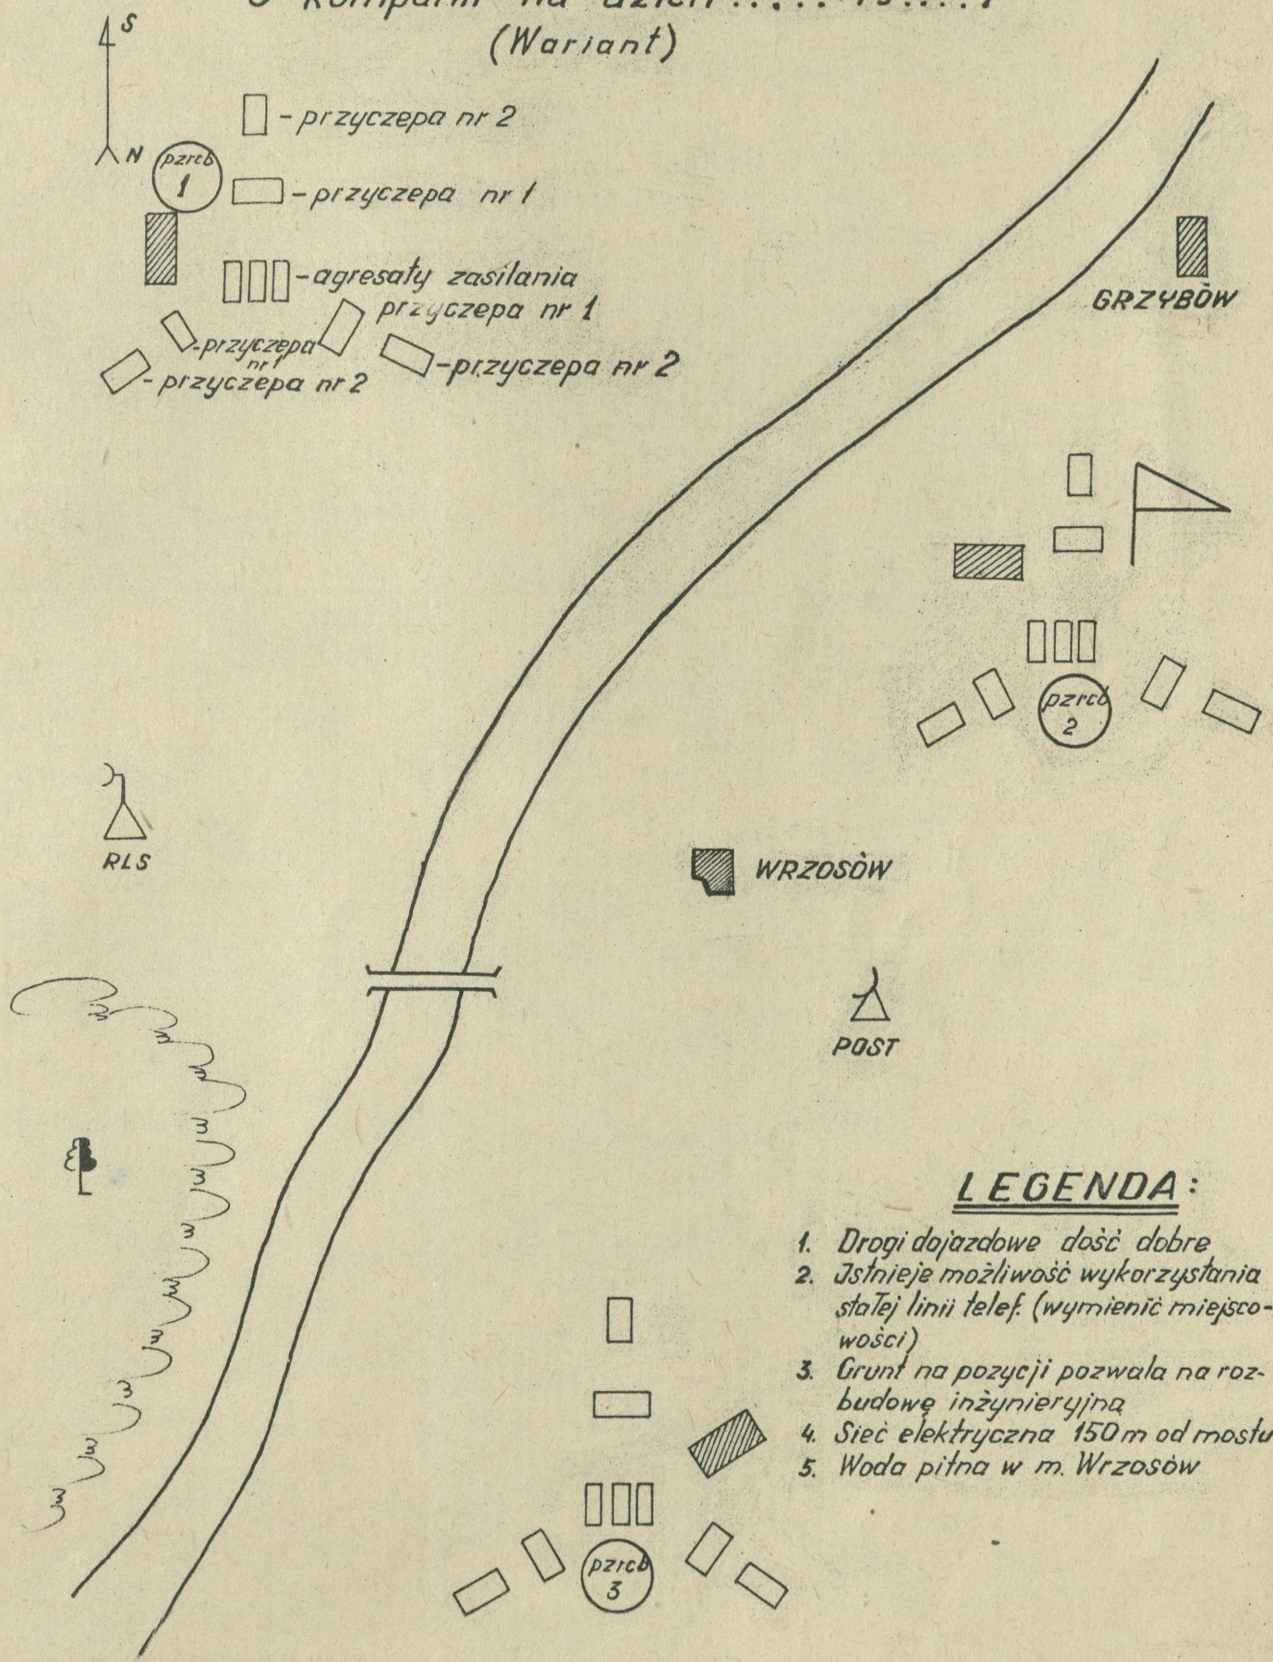 (Wariant)
S
- przyczepa nr 2
N
pzrcb
1
- przyczepa nr 1
- agresaty zasilania
przyczepa nr 1
- przyczepa
nr 1
- przyczepa nr 2
- przyczepa nr 2
GRZYBÓW
pzrcb
2
RLS
WRZOSÓW
POST
LEGENDA:
1. Drogi dojazdowe dość dobre
2. Istnieje możliwość wykorzystania
stałej linii telef. (wymienić miejsco-
wości)
3. Grunt na pozycji pozwala na roz-
budowę inżynieryjną
4. Sieć elektryczna 150 m od mostu
5. Woda pitna w m. Wrzosów
pzrcb
3